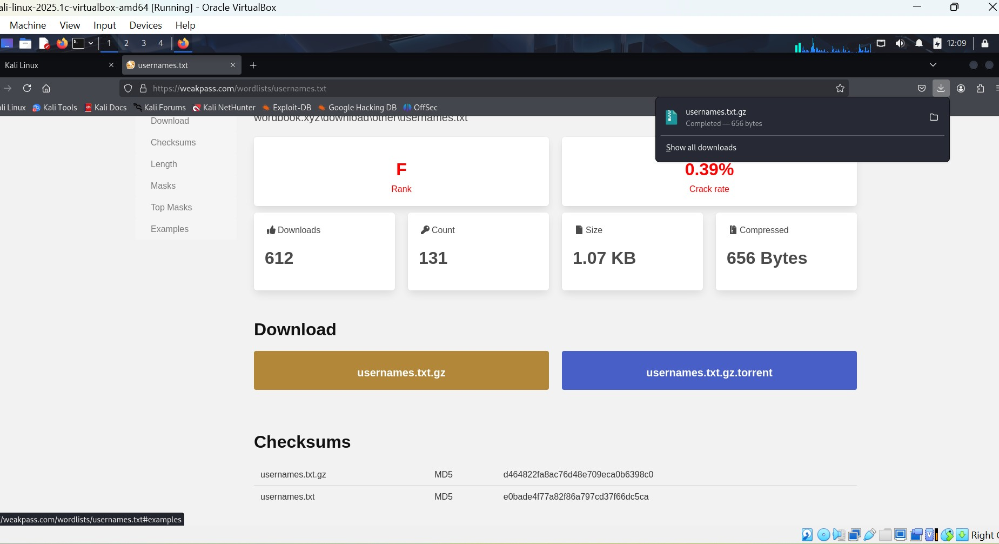 ali-linux-2025.1c-virtualbox-amd64 [Running] - Oracle VirtualBox
Machine View Input Devices Help
1 2 3 4 12:09
Kali Linux usernames.txt
https://weakpass.com/wordlists/usernames.txt
ali Linux Kali Tools Kali Docs Kali Forums Kali NetHunter Exploit-DB Google Hacking DB OffSec
usernames.txt.gz
Completed — 656 bytes
Show all downloads
Download
Checksums
Length
Masks
Top Masks
Examples
wordbook.xyz\download\other\usernames.txt
F
Rank
0.39%
Crack rate
Downloads
612
Count
131
Size
1.07 KB
Compressed
656 Bytes
Download
usernames.txt.gz
usernames.txt.gz.torrent
Checksums
usernames.txt.gz MD5 d464822fa8ac76d48e709eca0b6398c0
usernames.txt MD5 e0bade4f77a82f86a797cd37f66dc5ca
/weakpass.com/wordlists/usernames.txt#examples
Right